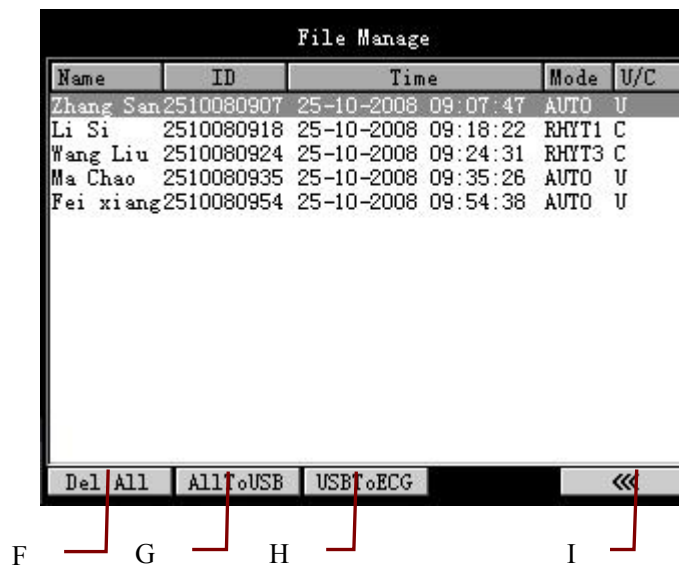 File Manage
Name ID Time Mode U/C
Zhang San 2510080907 25-10-2008 09:07:47 AUTO U
Li Si 2510080918 25-10-2008 09:18:22 RHYT1 C
Wang Liu 2510080924 25-10-2008 09:24:31 RHYT3 C
Ma Chao 2510080935 25-10-2008 09:35:26 AUTO U
Fei xiang 2510080954 25-10-2008 09:54:38 AUTO U
Del All AllToUSB USBToECG <<<
F G H I